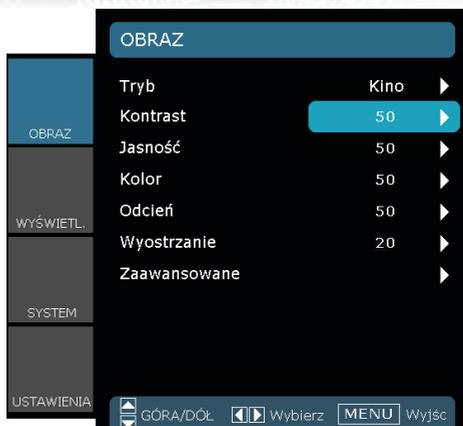 OBRAZ
Tryb Kino
Kontrast 50
Jasność 50
Kolor 50
Odcień 50
Wyostrzanie 20
Zaawansowane
OBRAZ
WYŚWIETL.
SYSTEM
USTAWIENIA
GÓRA/DÓŁ Wybierz MENU Wyjśc